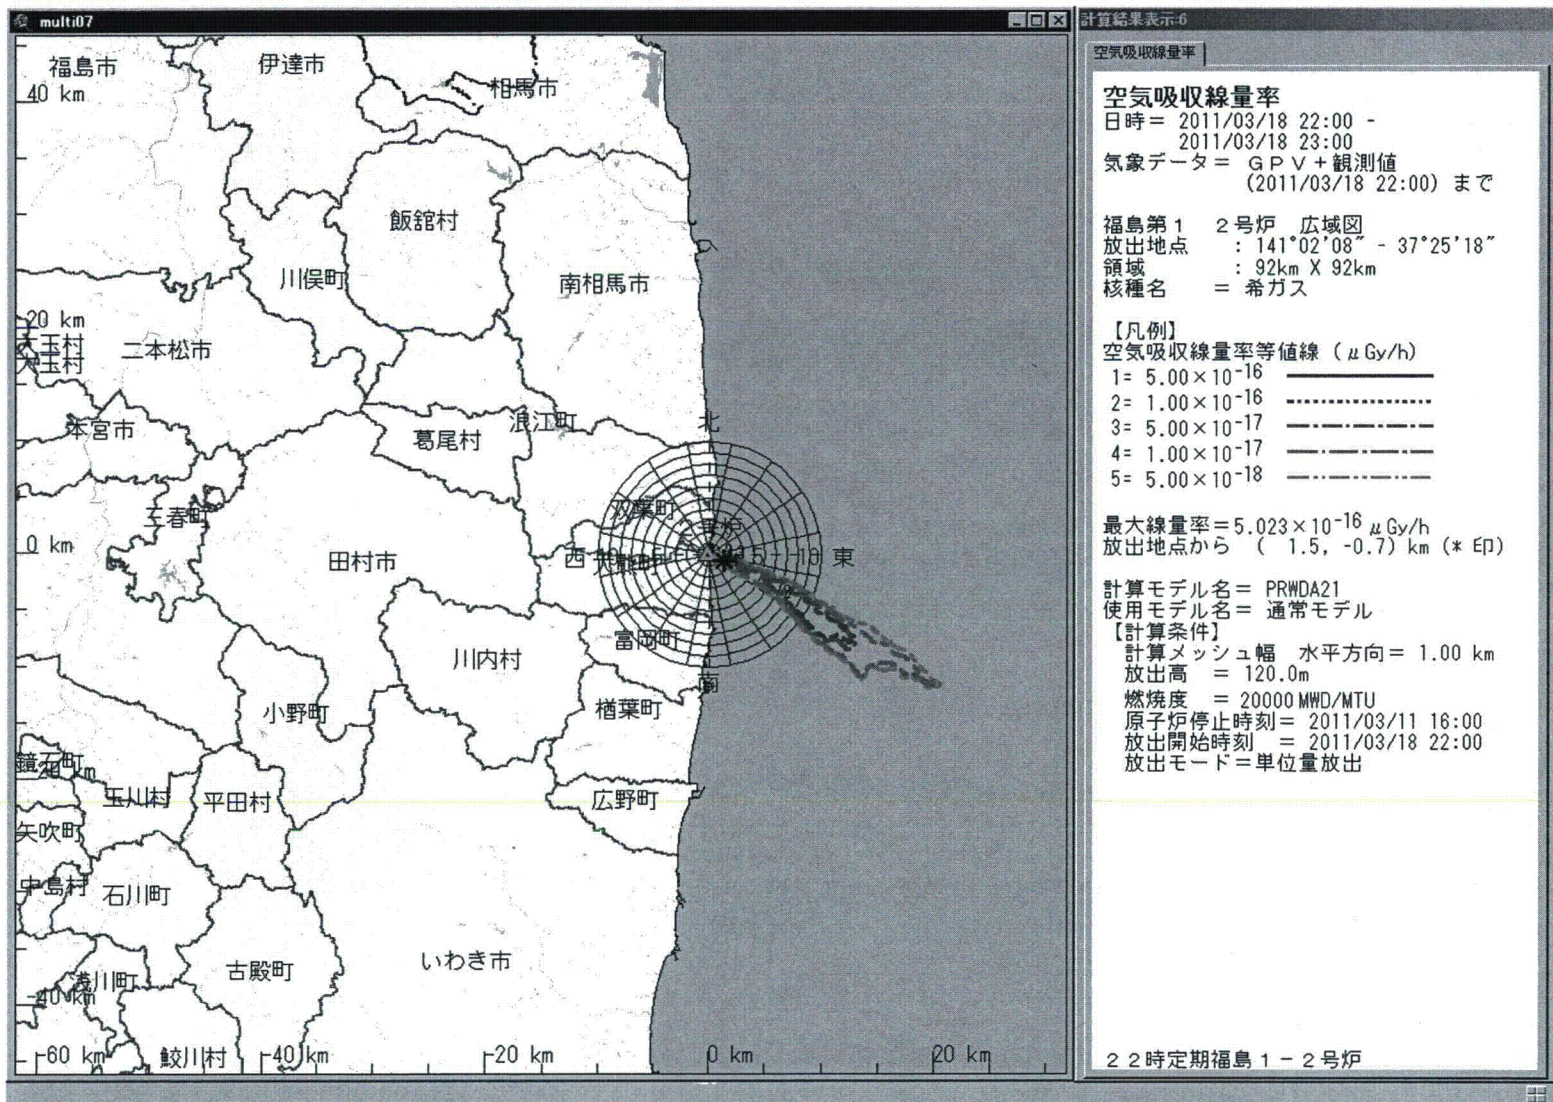 multi07
福島市
伊達市
相馬市
40 km
飯舘村
川俣町
南相馬市
20 km
大玉村
大玉村
二本松市
本宮市
葛尾村
浪江町
北
三春町
双葉町
0 km
田村市
西
東
富岡町
川内村
南
小野町
楢葉町
鏡石町
玉川村
平田村
広野町
矢吹町
中島村
石川町
いわき市
古殿町
浅川町
-40 km
鮫川村
-60 km
-40 km
-20 km
0 km
20 km
計算結果表示:6
空気吸収線量率
空気吸収線量率
日時= 2011/03/18 22:00 -
2011/03/18 23:00
気象データ= GPV+観測値
(2011/03/18 22:00) まで
福島第1 2号炉 広域図
放出地点 : 141°02'08" - 37°25'18"
領域 : 92km X 92km
核種名 = 希ガス
【凡例】
空気吸収線量率等値線 (μGy/h)
1= 5.00×10⁻¹⁶
2= 1.00×10⁻¹⁶
3= 5.00×10⁻¹⁷
4= 1.00×10⁻¹⁷
5= 5.00×10⁻¹⁸
最大線量率=5.023×10⁻¹⁶μGy/h
放出地点から ( 1.5, -0.7) km (* 印)
計算モデル名= PRWDA21
使用モデル名= 通常モデル
【計算条件】
計算メッシュ幅 水平方向= 1.00 km
放出高 = 120.0m
燃焼度 = 20000MWD/MTU
原子炉停止時刻= 2011/03/11 16:00
放出開始時刻 = 2011/03/18 22:00
放出モード=単位量放出
22時定期福島1-2号炉